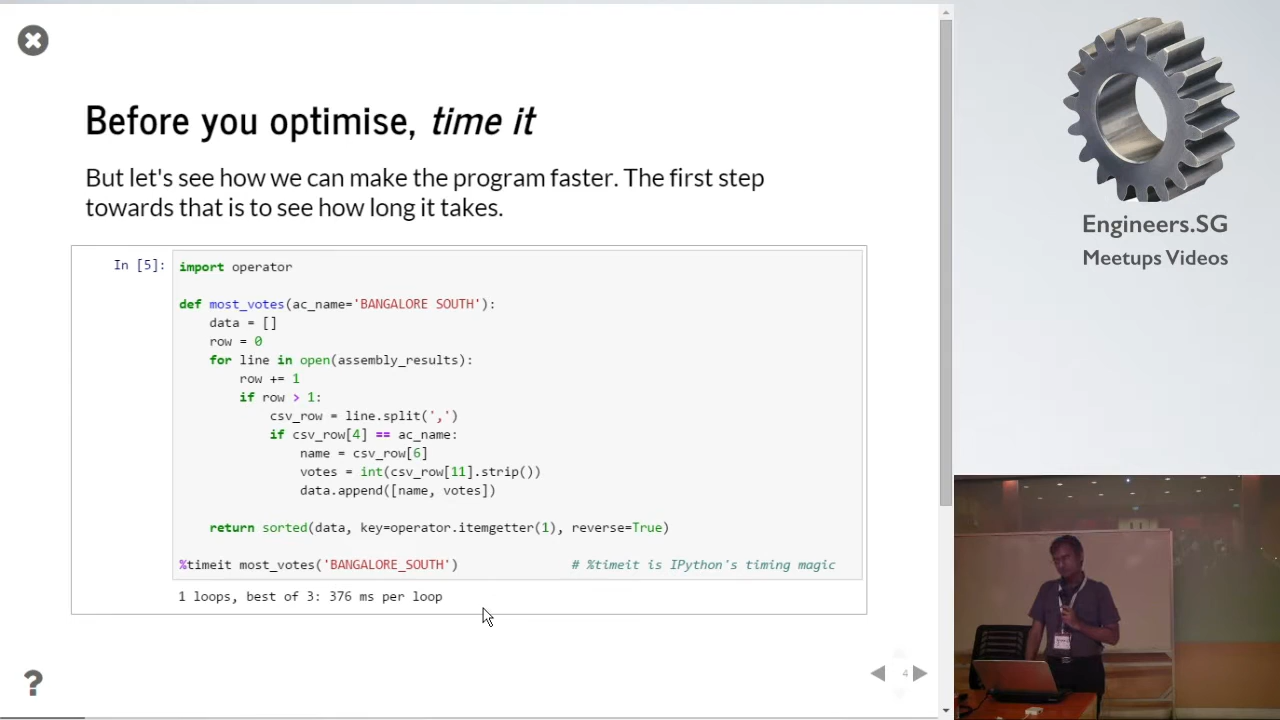 Before you optimise, time it
But let's see how we can make the program faster. The first step
towards that is to see how long it takes.
In [5]:
import operator
def most_votes(ac_name='BANGALORE SOUTH'):
    data = []
    row = 0
    for line in open(assembly_results):
        row += 1
        if row > 1:
            csv_row = line.split(',')
            if csv_row[4] == ac_name:
                name = csv_row[6]
                votes = int(csv_row[11].strip())
                data.append([name, votes])
    return sorted(data, key=operator.itemgetter(1), reverse=True)
%timeit most_votes('BANGALORE_SOUTH')               # %timeit is IPython's timing magic
1 loops, best of 3: 376 ms per loop
?
4
Engineers.SG
Meetups Videos